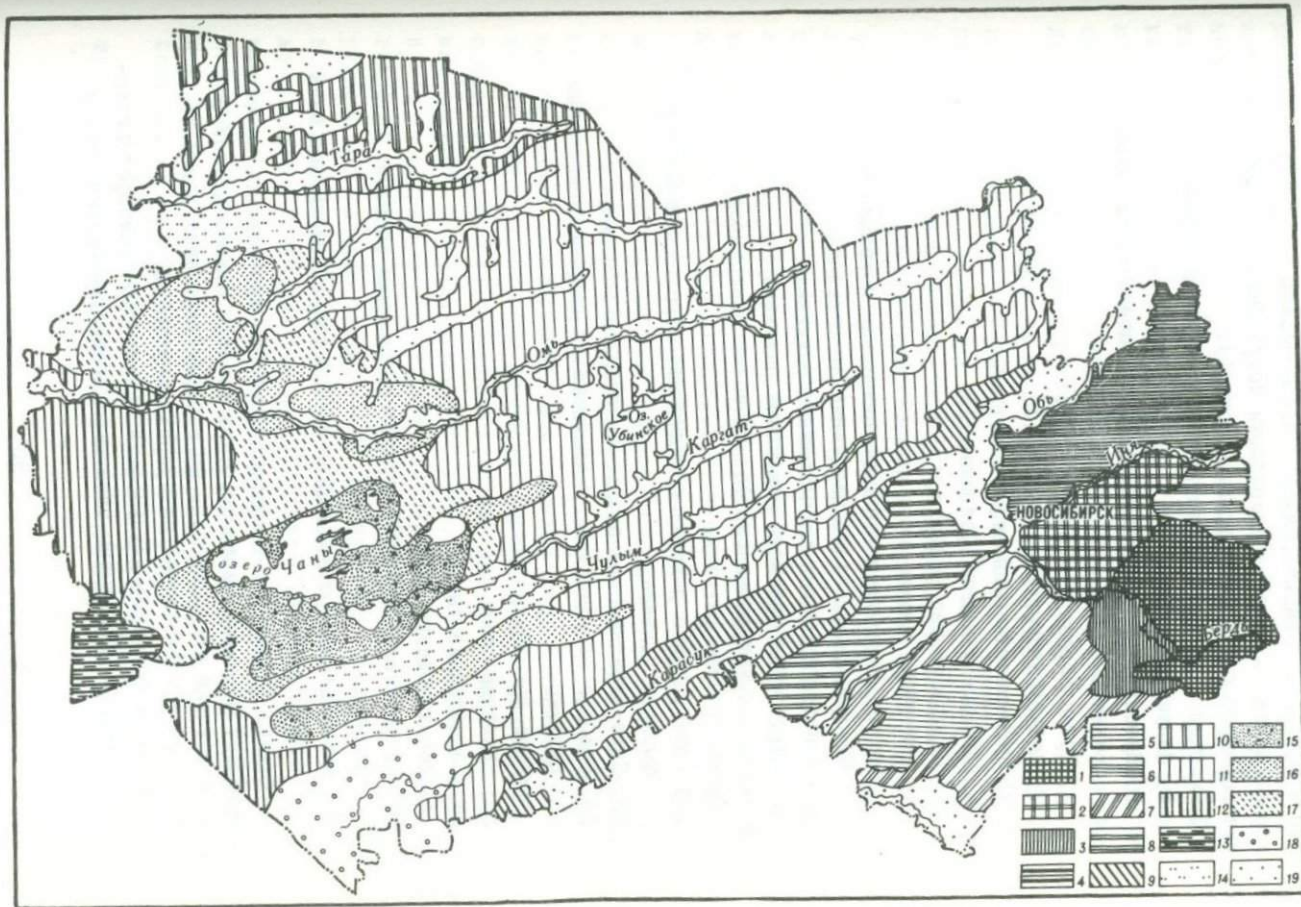 Тара
Омь
Оз.
Убинское
Обь
Каргат
Иня
НОВОСИБИРСК
озеро Чаны
Чулым
Бердь
Карасук
5 10 15
1 6 11 16
2 7 12 17
3 8 13 18
4 9 14 19